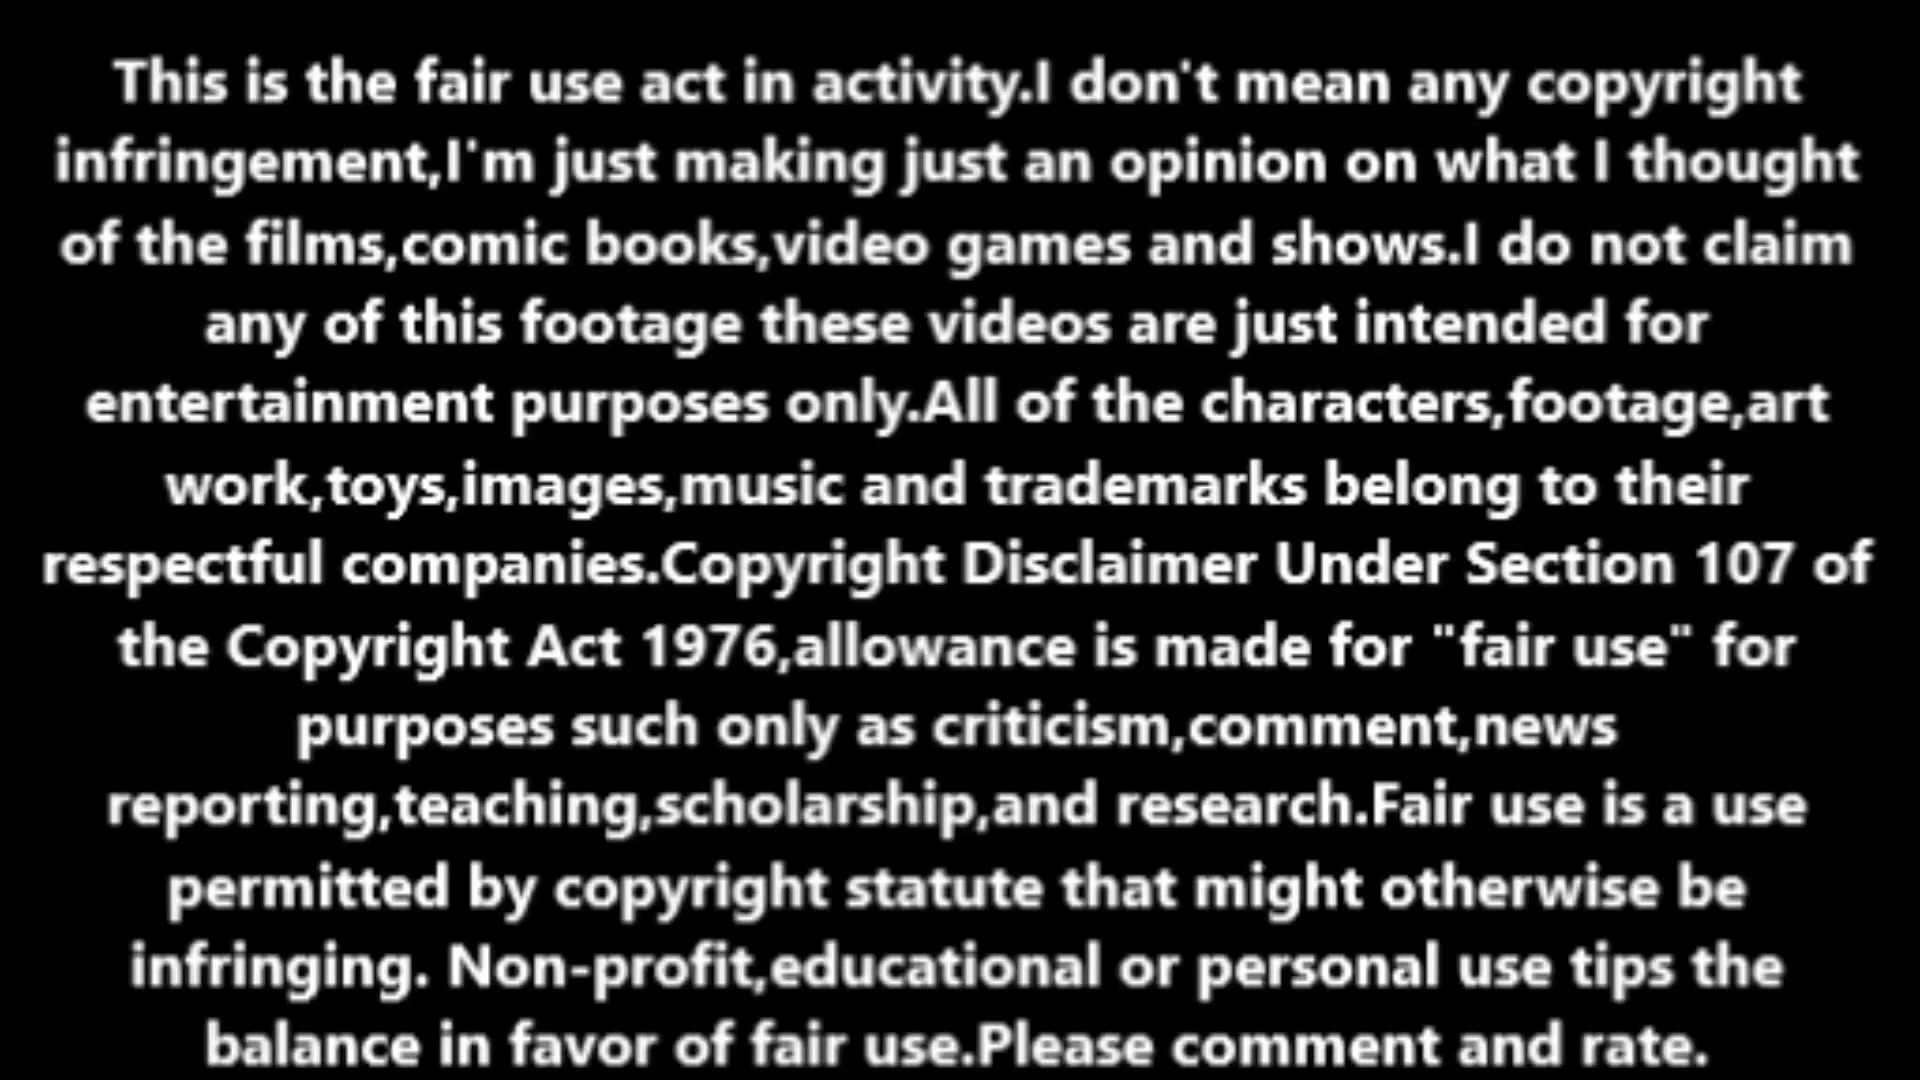 This is the fair use act in activity.I don't mean any copyright
infringement,I'm just making just an opinion on what I thought
of the films,comic books,video games and shows.I do not claim
any of this footage these videos are just intended for
entertainment purposes only.All of the characters,footage,art
work,toys,images,music and trademarks belong to their
respectful companies.Copyright Disclaimer Under Section 107 of
the Copyright Act 1976,allowance is made for "fair use" for
purposes such only as criticism,comment,news
reporting,teaching,scholarship,and research.Fair use is a use
permitted by copyright statute that might otherwise be
infringing. Non-profit,educational or personal use tips the
balance in favor of fair use.Please comment and rate.